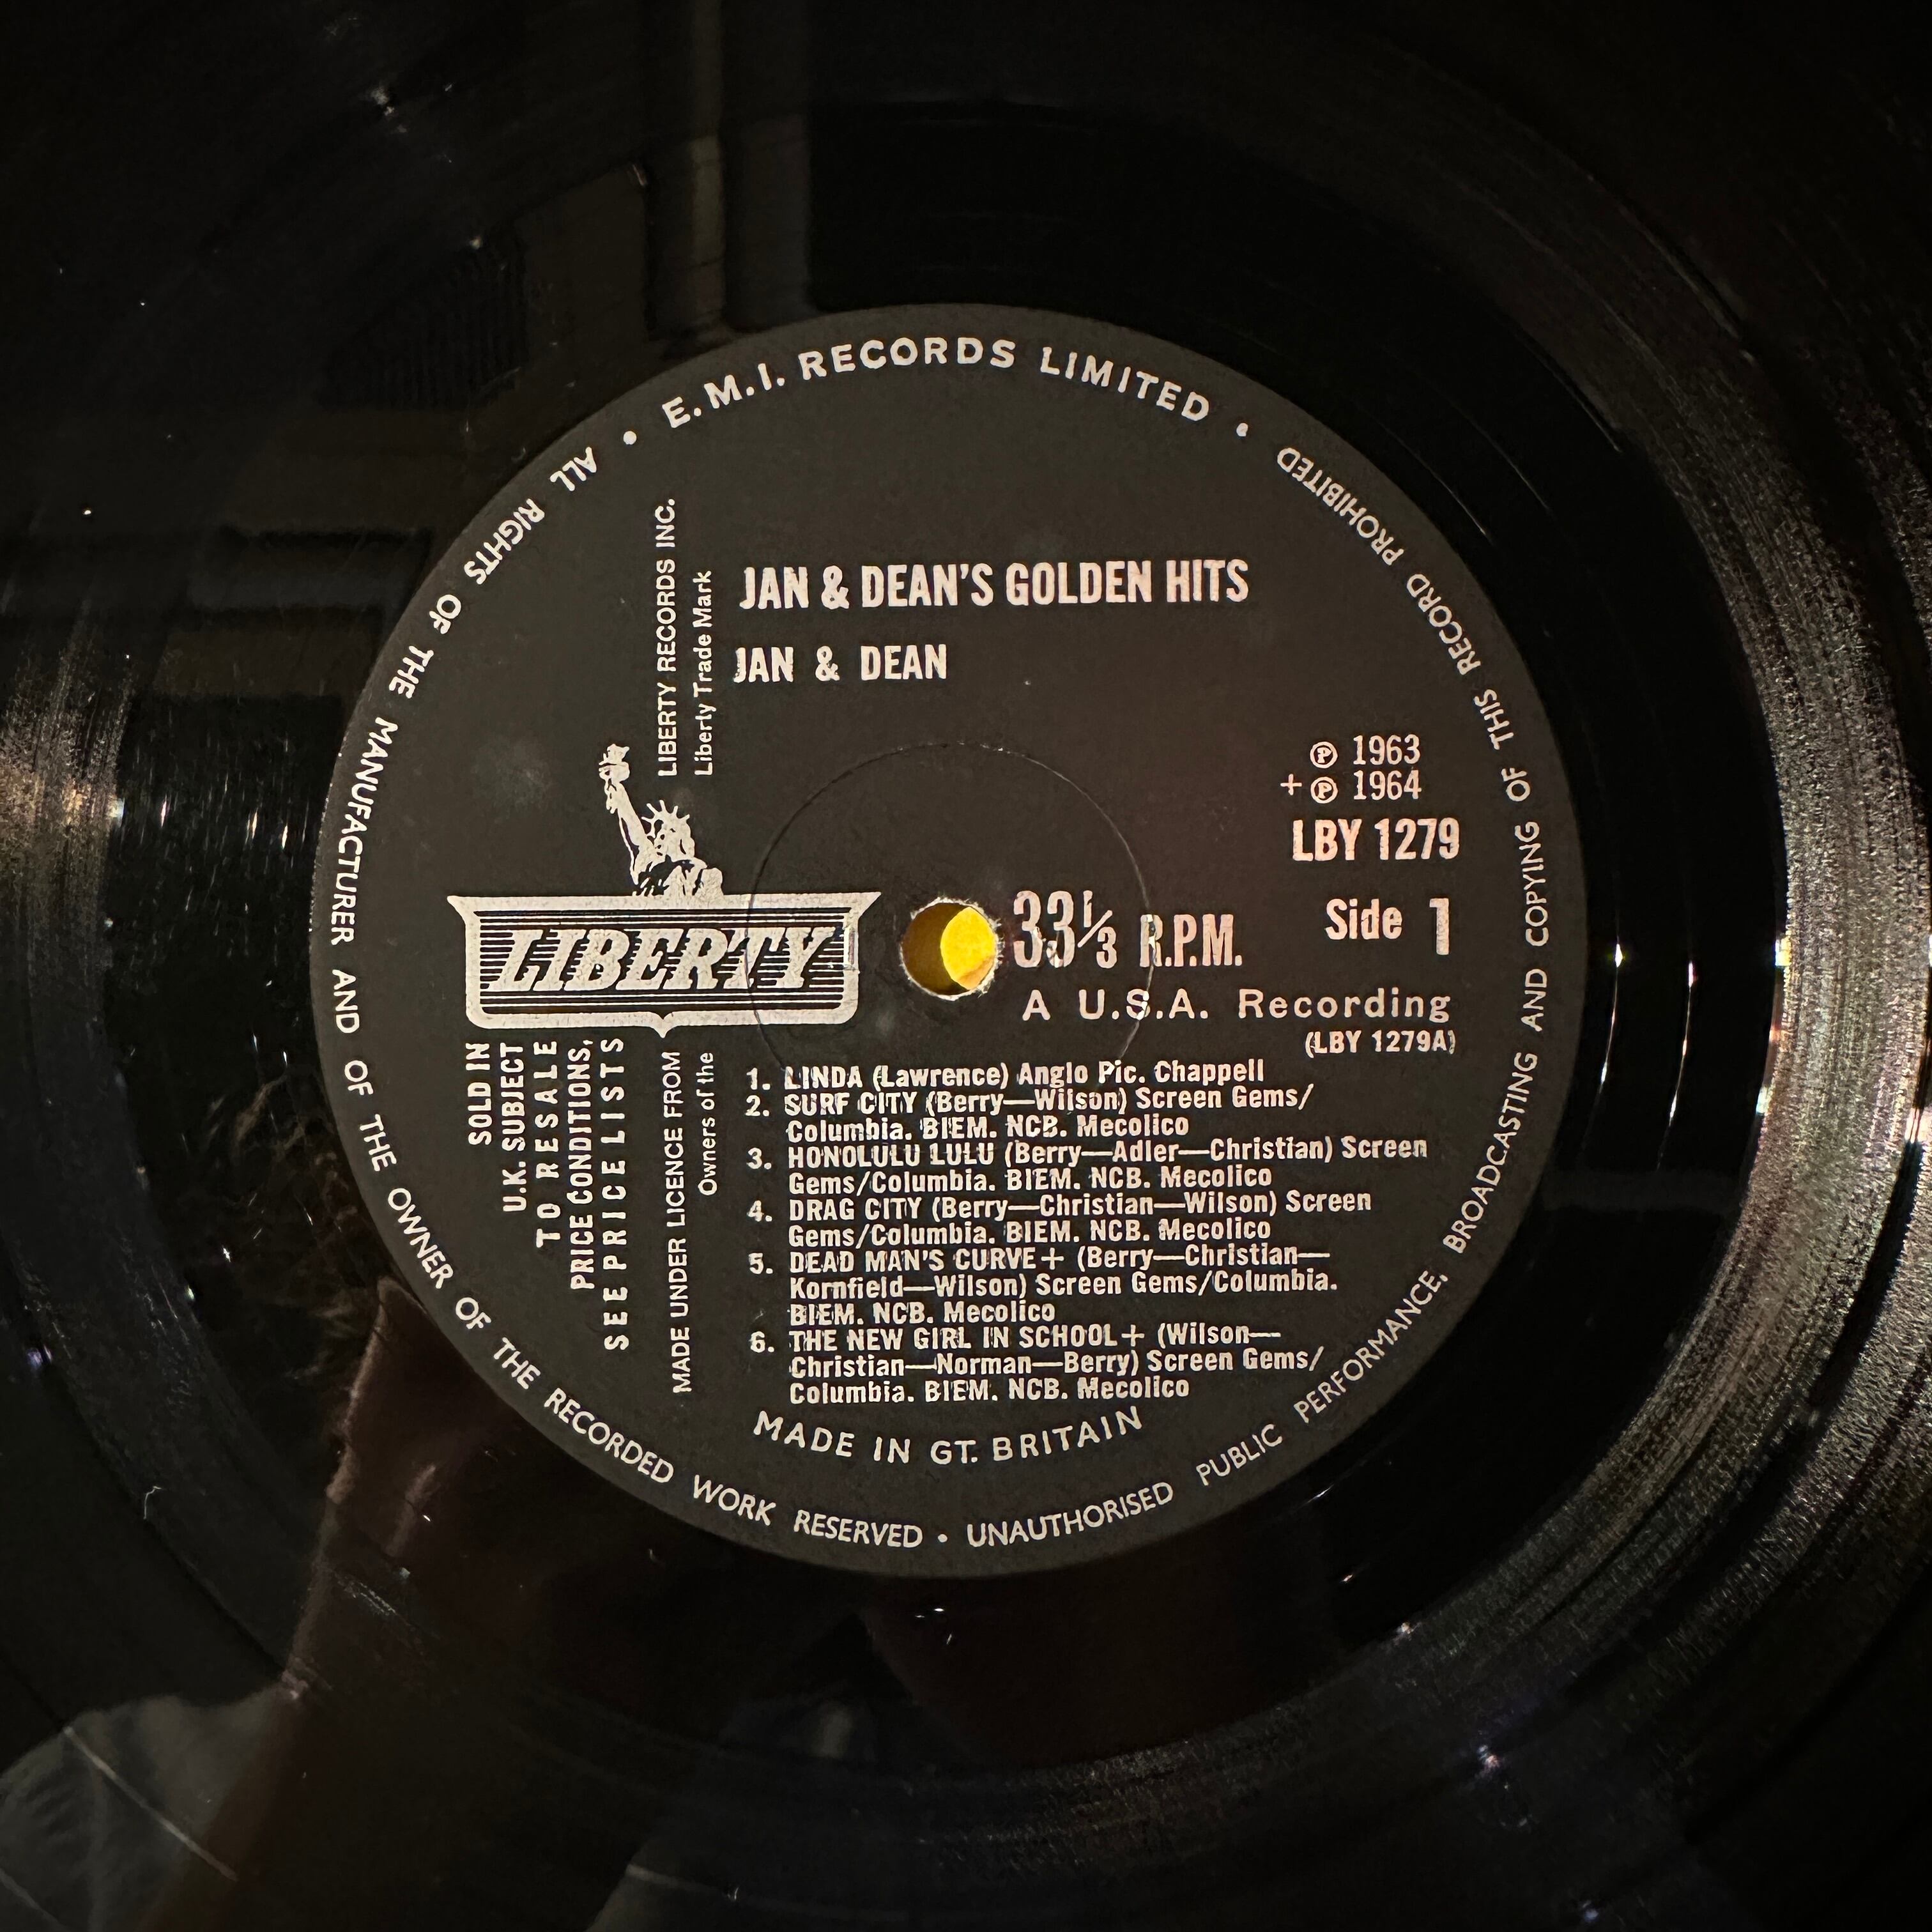 E.M.I. RECORDS LIMITED •
RECORD PROHIBITED
ALL RIGHTS OF THE MANUFACTURER AND OF THE OWNER OF THE RECORDED WORK RESERVED • UNAUTHORISED PUBLIC PERFORMANCE, BROADCASTING AND COPYING OF THIS RECORD PROHIBITED •
LIBERTY RECORDS INC.
Liberty Trade Mark
JAN & DEAN'S GOLDEN HITS
JAN & DEAN
℗ 1963
+ ℗ 1964
LBY 1279
LIBERTY
33⅓ R.P.M.
Side 1
A U.S.A. Recording
(LBY 1279A)
SOLD IN
U.K. SUBJECT
TO RESALE
PRICE CONDITIONS,
SEE PRICE LISTS
MADE UNDER LICENCE FROM
Owners of the
1. LINDA (Lawrence) Anglo Pic. Chappell
2. SURF CITY (Berry—Wilson) Screen Gems/
Columbia. BIEM. NCB. Mecolico
3. HONOLULU LULU (Berry—Adler—Christian) Screen
Gems/Columbia. BIEM. NCB. Mecolico
4. DRAG CITY (Berry—Christian—Wilson) Screen
Gems/Columbia. BIEM. NCB. Mecolico
5. DEAD MAN'S CURVE+ (Berry—Christian—
Kornfield—Wilson) Screen Gems/Columbia.
BIEM. NCB. Mecolico
6. THE NEW GIRL IN SCHOOL+ (Wilson—
Christian—Norman—Berry) Screen Gems/
Columbia. BIEM. NCB. Mecolico
MADE IN GT. BRITAIN